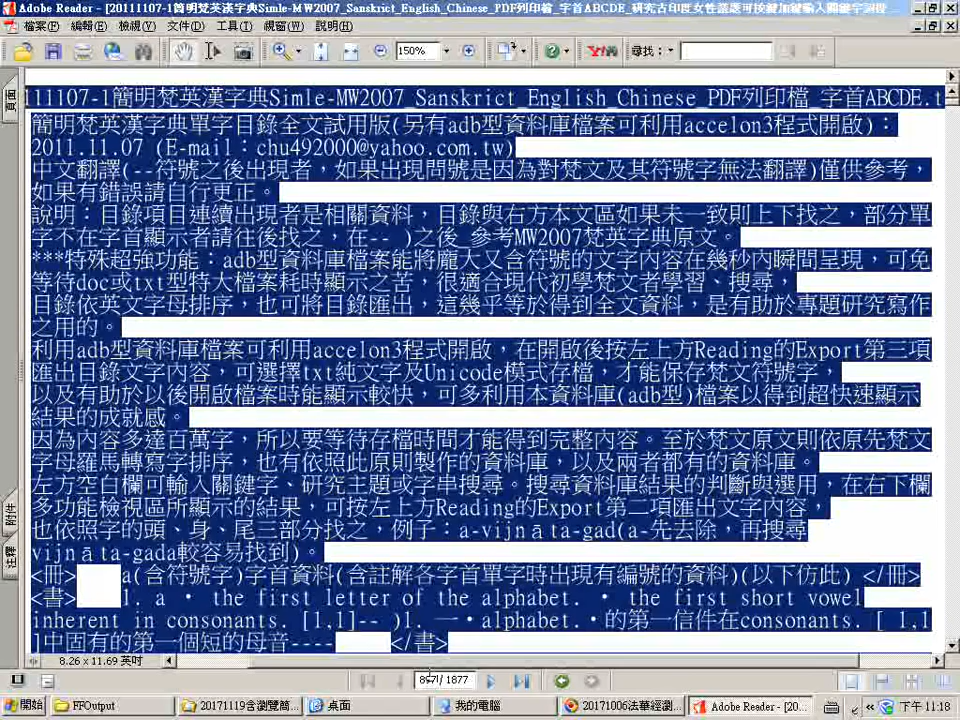 Adobe Reader - [20111107-1簡明梵英漢字典Simle-MW2007_Sanskrict_English_Chinese_PDF列印檔_字首ABCDE_研究古印度女性
檔案(F) 編輯(E) 檢視(V) 文件(D) 工具(T) 視窗(W) 說明(H)
150% 尋找:
頁面
111107-1簡明梵英漢字典Simle-MW2007_Sanskrict_English_Chinese_PDF列印檔_字首ABCDE.t
簡明梵英漢字典單字目錄全文試用版(另有adb型資料庫檔案可利用accelon3程式開啟)：
2011.11.07 (E-mail：chu492000@yahoo.com.tw)
中文翻譯(--符號之後出現者，如果出現問號是因為對梵文及其符號字無法翻譯)僅供參考，
如果有錯誤請自行更正。
說明：目錄項目連續出現者是相關資料，目錄與右方本文區如果未一致則上下找之，部分單
字不在字首顯示者請往後找之，在-- )之後_參考MW2007梵英字典原文。
***特殊超強功能：adb型資料庫檔案能將龐大又含符號的文字內容在幾秒內瞬間呈現，可免
等待doc或txt型特大檔案耗時顯示之苦，很適合現代初學梵文者學習、搜尋，
目錄依英文字母排序，也可將目錄匯出，這幾乎等於得到全文資料，是有助於專題研究寫作
之用的。
利用adb型資料庫檔案可利用accelon3程式開啟，在開啟後按左上方Reading的Export第三項
匯出目錄文字內容，可選擇txt純文字及Unicode模式存檔，才能保存梵文符號字，
以及有助於以後開啟檔案時能顯示較快，可多利用本資料庫(adb型)檔案以得到超快速顯示
結果的成就感。
因為內容多達百萬字，所以要等待存檔時間才能得到完整內容。至於梵文原文則依原先梵文
字母羅馬轉寫字排序，也有依照此原則製作的資料庫，以及兩者都有的資料庫。
左方空白欄可輸入關鍵字、研究主題或字串搜尋。搜尋資料庫結果的判斷與選用，在右下欄
多功能檢視區所顯示的結果，可按左上方Reading的Export第二項匯出文字內容，
也依照字的頭、身、尾三部分找之，例子：a-vijnāta-gad(a-先去除，再搜尋
vijnāta-gada較容易找到)。
<冊> a(含符號字)字首資料(含註解各字首單字時出現有編號的資料)(以下仿此) </冊>
<書> 1. a • the first letter of the alphabet. • the first short vowel
inherent in consonants. [1,1]-- )1. 一•alphabet.•的第一信件在consonants. [ 1,1
]中固有的第一個短的母音---- </書>
附件
註釋
8.26 x 11.69 英吋
/ 1877
開始 FFOutput 20171119含瀏覽簡... 桌面 我的電腦 20171006法華經瀏... Adobe Reader - [20... 下午 11:18